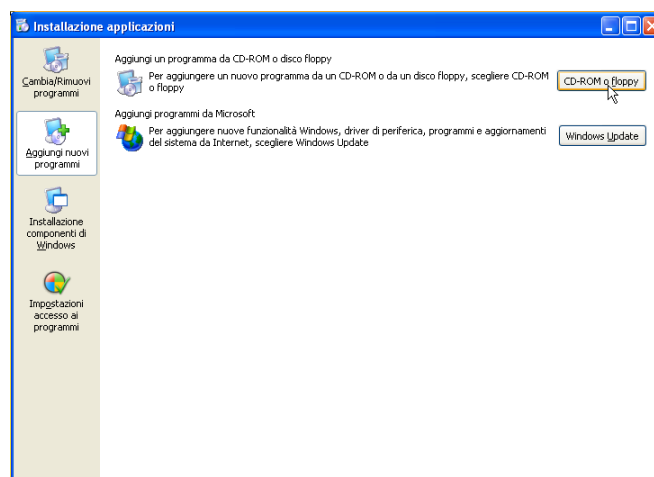 Installazione applicazioni
Cambia/Rimuovi
programmi
Aggiungi nuovi
programmi
Installazione
componenti di
Windows
Impostazioni
accesso ai
programmi
Aggiungi un programma da CD-ROM o disco floppy
Per aggiungere un nuovo programma da un CD-ROM o da un disco floppy, scegliere CD-ROM
o floppy
CD-ROM o floppy
Aggiungi programmi da Microsoft
Per aggiungere nuove funzionalità Windows, driver di periferica, programmi e aggiornamenti
del sistema da Internet, scegliere Windows Update
Windows Update